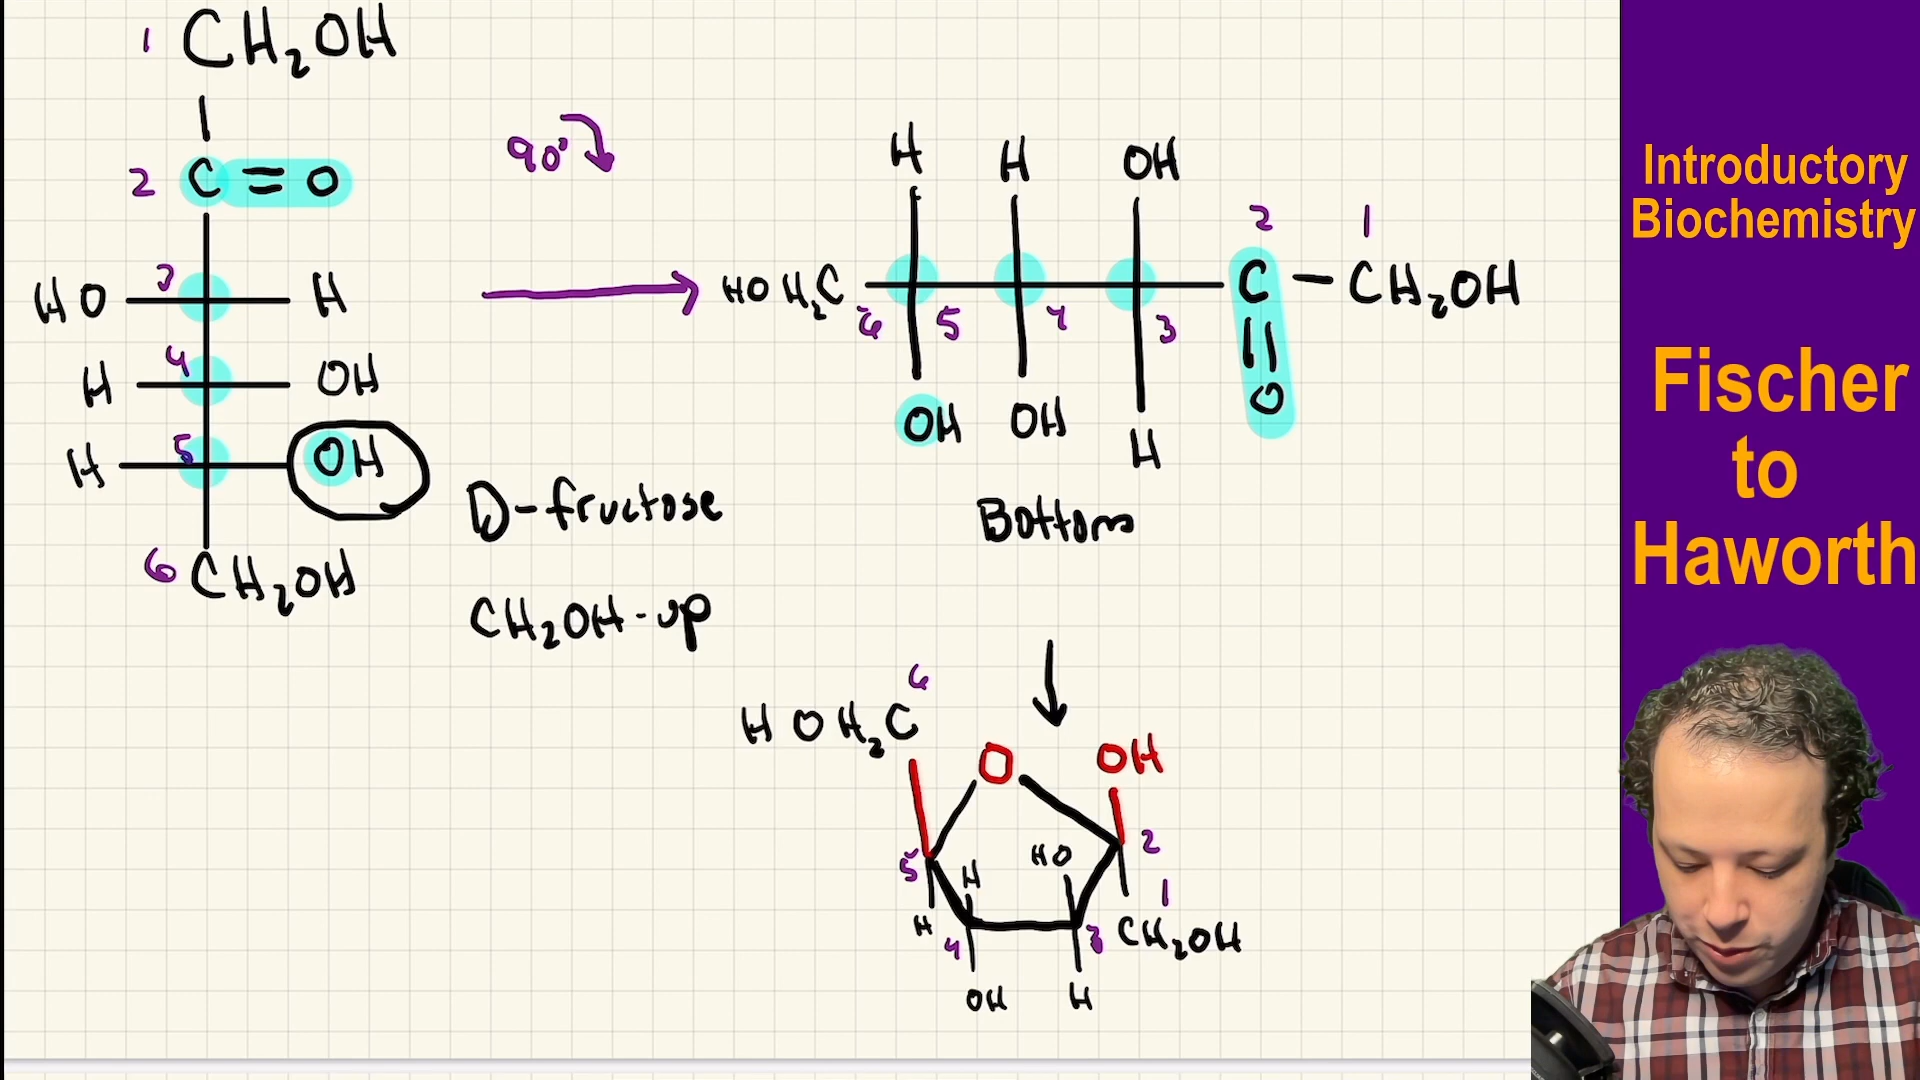 1 CH₂OH
2 C = O
3
HO H
4
H OH
5
H OH
6 CH₂OH
D-fructose
CH₂OH-up
90°
H H OH
2 1
HOH₂C C - CH₂OH
6 5 4 3
O
OH OH H
Bottom
6
HOH₂C
O OH
5 2
H HO
H 4 3 1 CH₂OH
OH H
Introductory
Biochemistry
Fischer
to
Haworth